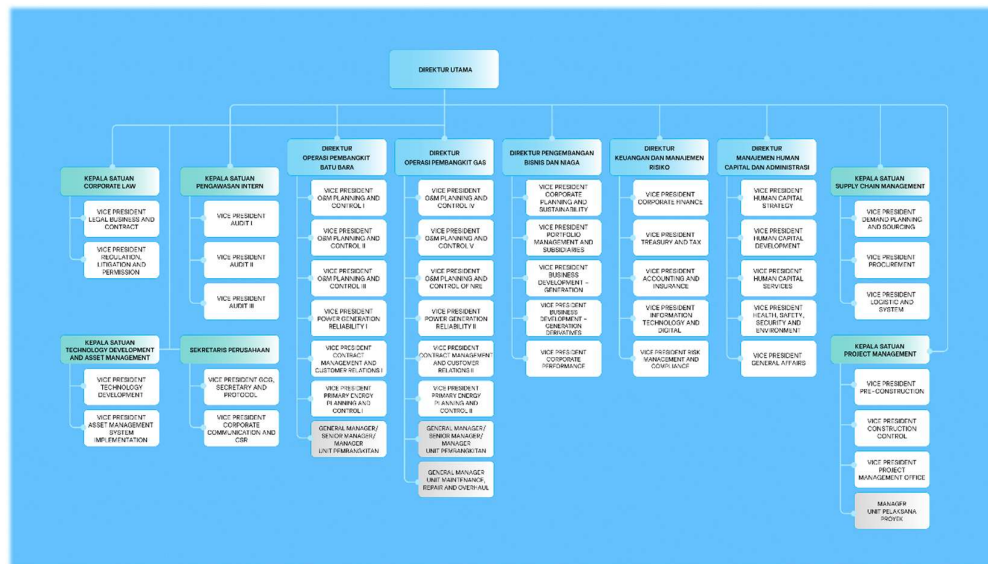 DIREKTUR UTAMA
KEPALA SATUAN
CORPORATE LAW
VICE PRESIDENT
LEGAL BUSINESS AND
CONTRACT
VICE PRESIDENT
REGULATION,
LITIGATION AND
PERMISSION
KEPALA SATUAN
PENGAWASAN INTERN
VICE PRESIDENT
AUDIT I
VICE PRESIDENT
AUDIT II
VICE PRESIDENT
AUDIT III
DIREKTUR
OPERASI PEMBANGKIT
BATU BARA
VICE PRESIDENT
O&M PLANNING AND
CONTROL I
VICE PRESIDENT
O&M PLANNING AND
CONTROL II
VICE PRESIDENT
O&M PLANNING AND
CONTROL III
VICE PRESIDENT
POWER GENERATION
RELIABILITY I
VICE PRESIDENT
CONTRACT
MANAGEMENT AND
CUSTOMER RELATIONS I
VICE PRESIDENT
PRIMARY ENERGY
PLANNING AND
CONTROL I
GENERAL MANAGER/
SENIOR MANAGER/
MANAGER
UNIT PEMBANGKITAN
DIREKTUR
OPERASI PEMBANGKIT GAS
VICE PRESIDENT
O&M PLANNING AND
CONTROL IV
VICE PRESIDENT
O&M PLANNING AND
CONTROL V
VICE PRESIDENT
O&M PLANNING AND
CONTROL OF NRE
VICE PRESIDENT
POWER GENERATION
RELIABILITY II
VICE PRESIDENT
CONTRACT MANAGEMENT
AND CUSTOMER
RELATIONS II
VICE PRESIDENT
PRIMARY ENERGY
PLANNING AND
CONTROL II
GENERAL MANAGER/
SENIOR MANAGER/
MANAGER
UNIT PEMBANGKITAN
GENERAL MANAGER
UNIT MAINTENANCE,
REPAIR AND OVERHAUL
DIREKTUR PENGEMBANGAN
BISNIS DAN NIAGA
VICE PRESIDENT
CORPORATE
PLANNING AND
SUSTAINABILITY
VICE PRESIDENT
PORTFOLIO
MANAGEMENT AND
SUBSIDIARIES
VICE PRESIDENT
BUSINESS
DEVELOPMENT –
GENTRATION
VICE PRESIDENT
BUSINESS
DEVELOPMENT –
GENERATION
DERIVATIVES
VICE PRESIDENT
CORPORATE
PERFORMANCE
DIREKTUR
KEUANGAN DAN MANAJEMEN
RISIKO
VICE PRESIDENT
CORPORATE FINANCE
VICE PRESIDENT
TREASURY AND TAX
VICE PRESIDENT
ACCOUNTING AND
INSURANCE
VICE PRESIDENT
INFORMATION
TECHNOLOGY AND
DIGITAL
VICE PRESIDENT RISK
MANAGEMENT AND
COMPLIANCE
DIREKTUR
MANAJEMEN HUMAN
CAPITAL DAN ADMINISTRASI
VICE PRESIDENT
HUMAN CAPITAL
STRATEGY
VICE PRESIDENT
HUMAN CAPITAL
DEVELOPMENT
VICE PRESIDENT
HUMAN CAPITAL
SERVICES
VICE PRESIDENT
HEALTH, SAFETY,
SECURITY AND
ENVIRONMENT
VICE PRESIDENT
GENERAL AFFAIRS
KEPALA SATUAN
SUPPLY CHAIN MANAGEMENT
VICE PRESIDENT
DEMAND PLANNING
AND SOURCING
VICE PRESIDENT
PROCUREMENT
VICE PRESIDENT
LOGISTIC AND
SYSTEM
KEPALA SATUAN
TECHNOLOGY DEVELOPMENT
AND ASSET MANAGEMENT
VICE PRESIDENT
TECHNOLOGY
DEVELOPMENT
VICE PRESIDENT
ASSET MANAGEMENT
SYSTEM
IMPLEMENTATION
SEKRETARIS PERUSAHAAN
VICE PRESIDENT GCG,
SECRETARY AND
PROTOCOL
VICE PRESIDENT
CORPORATE
COMMUNICATION AND
CSR
KEPALA SATUAN
PROJECT MANAGEMENT
VICE PRESIDENT
PRE-CONSTRUCTION
VICE PRESIDENT
CONSTRUCTION
CONTROL
VICE PRESIDENT
PROJECT
MANAGEMENT OFFICE
MANAGER
UNIT PELAKSANA
PROYEK